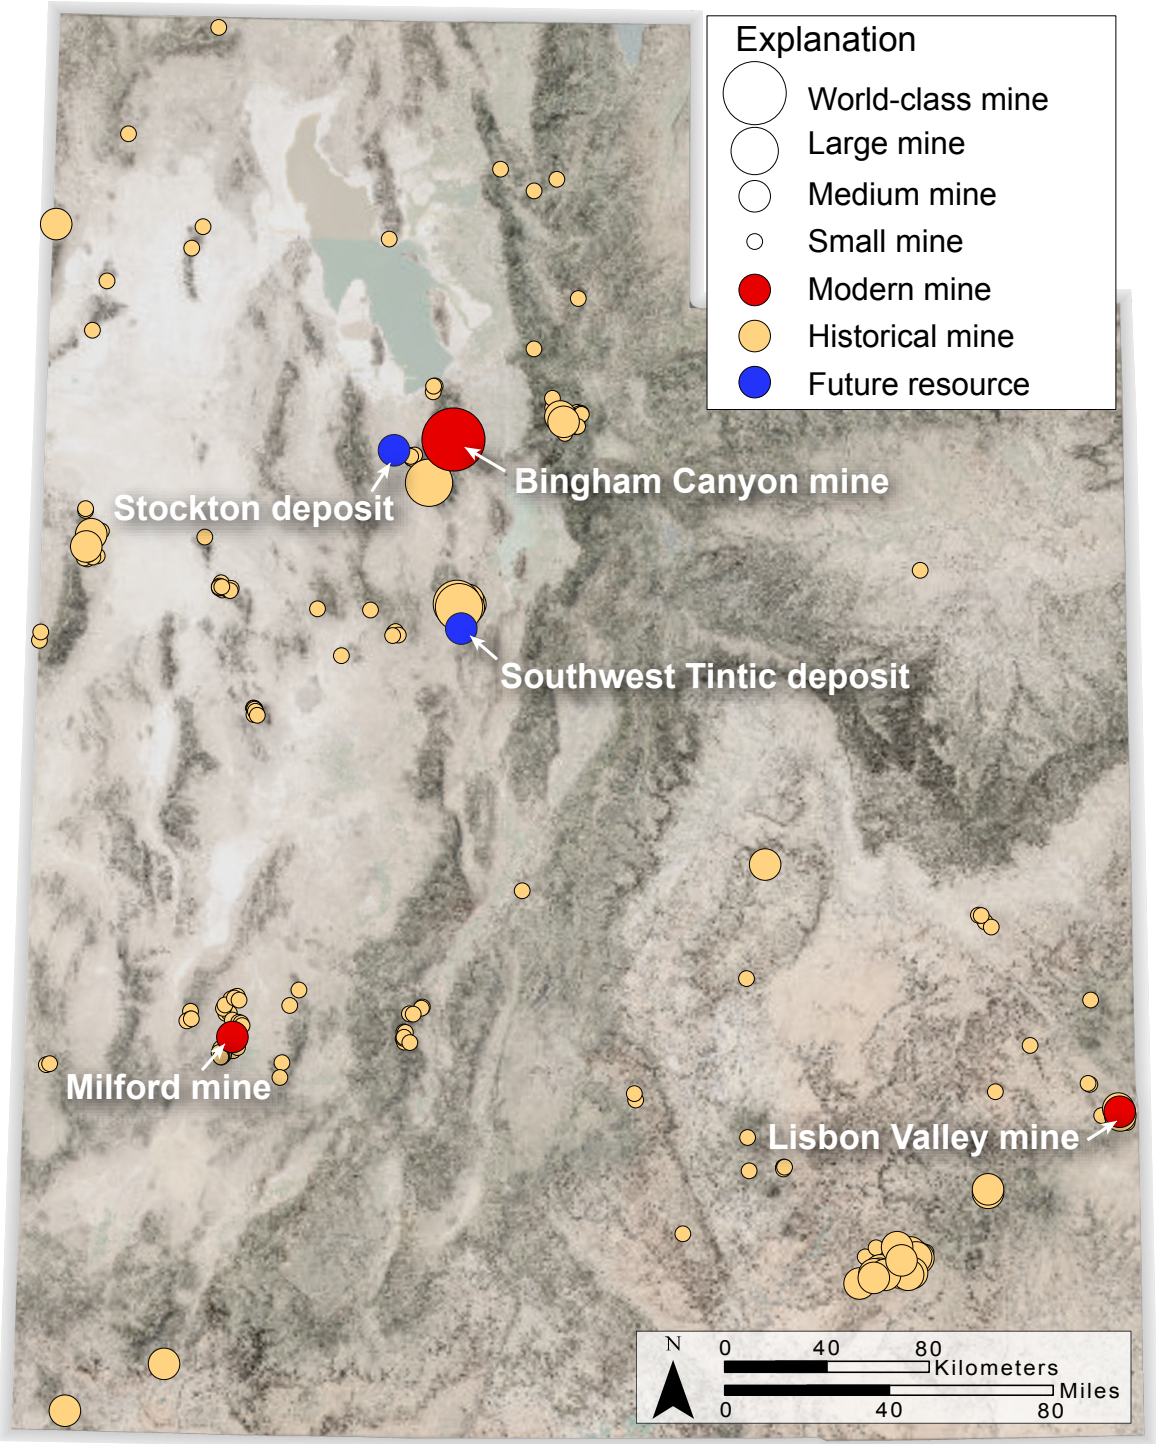 Explanation
World-class mine
Large mine
Medium mine
Small mine
Modern mine
Historical mine
Future resource
Bingham Canyon mine
Stockton deposit
Southwest Tintic deposit
Milford mine
Lisbon Valley mine
N
0 40 80
Kilometers
Miles
0 40 80